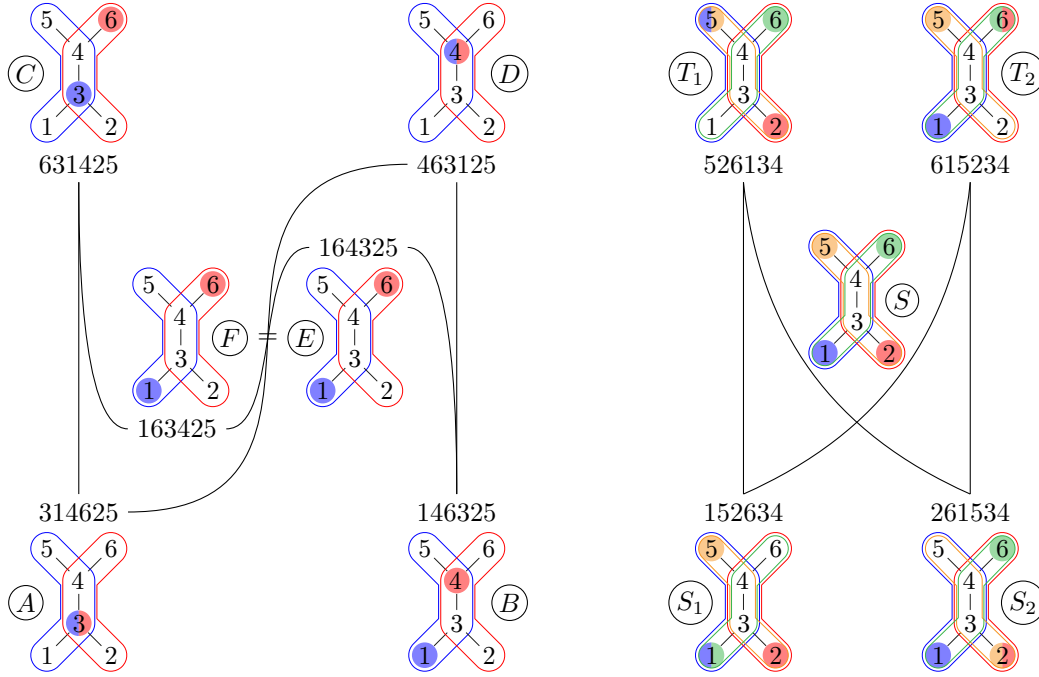 5 6 5 6 5 6 5 6
C 4 4 D T1 4 4 T2
3 3 3 3
1 2 1 2 1 2 1 2
631425 463125 526134 615234
164325
5 6 5 6 5 6
4 F = E 4 4 S
3 3 3
1 2 1 2 1 2
163425
314625 146325 152634 261534
5 6 5 6 5 6 5 6
A 4 4 B S1 4 4 S2
3 3 3 3
1 2 1 2 1 2 1 2